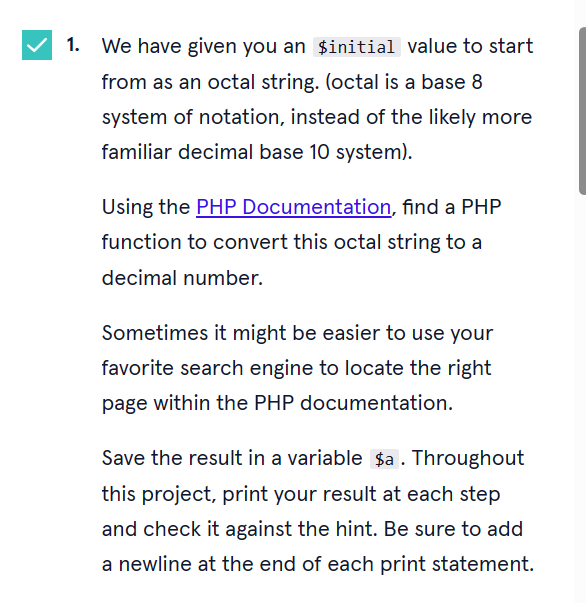 1. We have given you an $initial value to start
from as an octal string. (octal is a base 8
system of notation, instead of the likely more
familiar decimal base 10 system).
Using the PHP Documentation, find a PHP
function to convert this octal string to a
decimal number.
Sometimes it might be easier to use your
favorite search engine to locate the right
page within the PHP documentation.
Save the result in a variable $a. Throughout
this project, print your result at each step
and check it against the hint. Be sure to add
a newline at the end of each print statement.